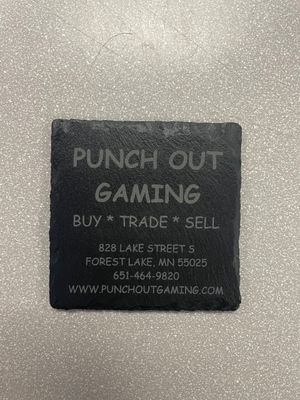 PUNCH OUT
GAMING
BUY * TRADE * SELL
828 LAKE STREET S
FOREST LAKE, MN 55025
651-464-9820
WWW.PUNCHOUTGAMING.COM